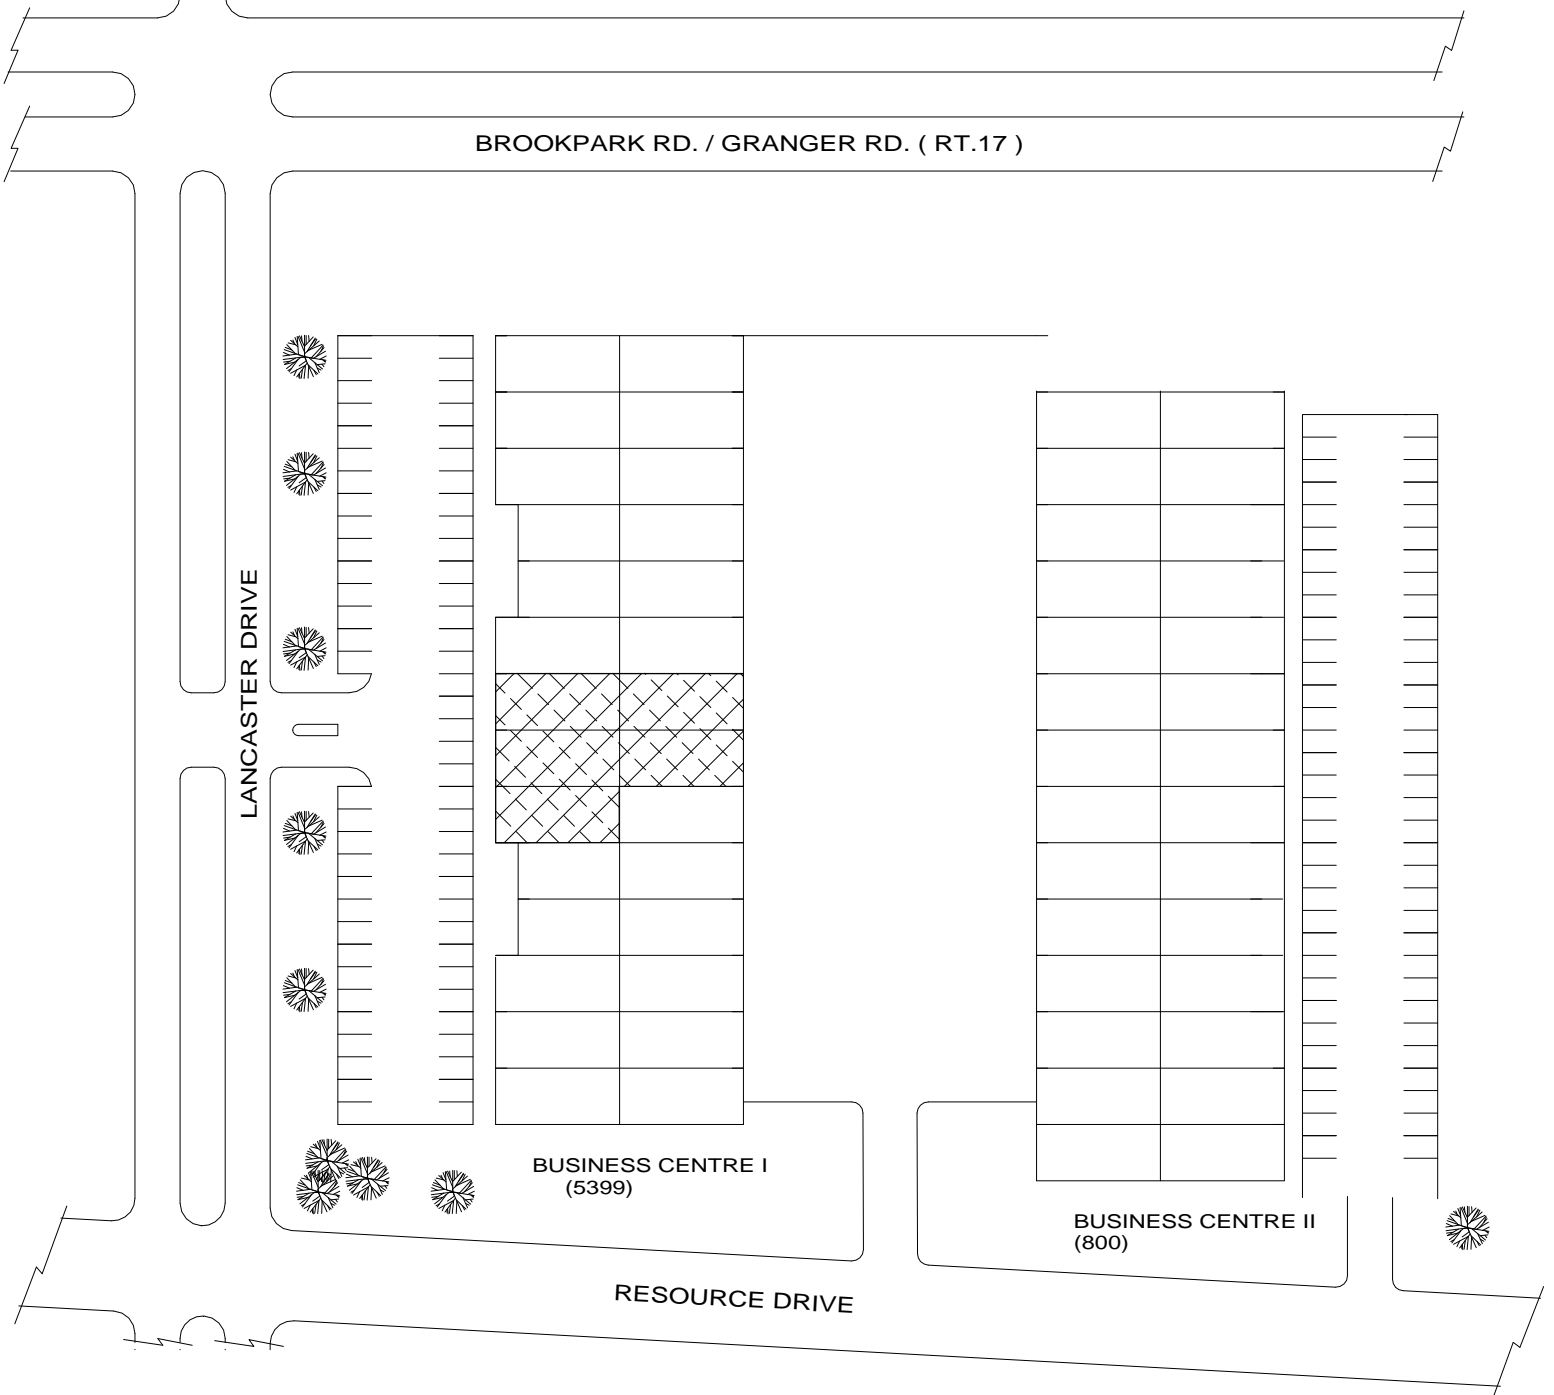 BROOKPARK RD. / GRANGER RD. ( RT.17 )
LANCASTER DRIVE
BUSINESS CENTRE I
(5399)
BUSINESS CENTRE II
(800)
RESOURCE DRIVE